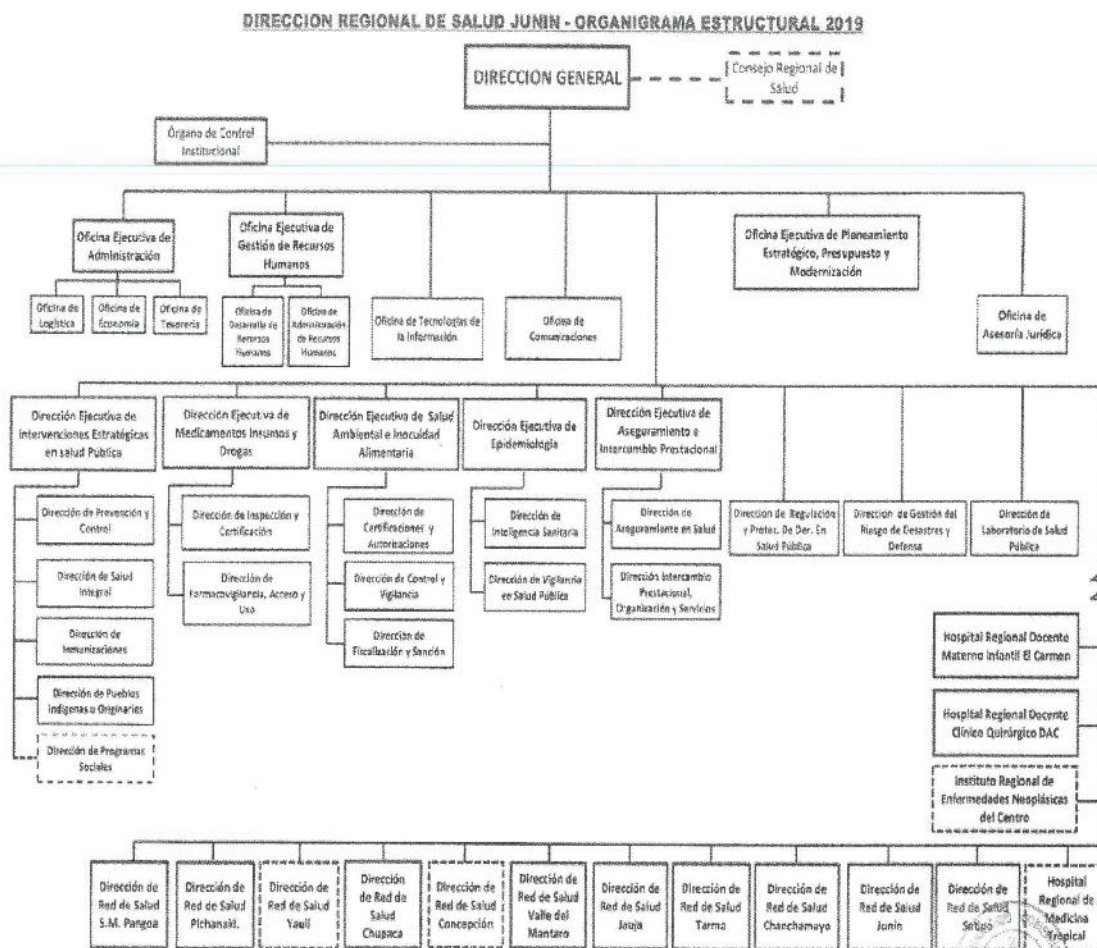 DIRECCION REGIONAL DE SALUD JUNIN - ORGANIGRAMA ESTRUCTURAL 2019
DIRECCION GENERAL
Consejo Regional de
Salud
Órgano de Control
Institucional
Oficina Ejecutiva de
Administración
Oficina Ejecutiva de
Gestión de Recursos
Humanos
Oficina Ejecutiva de Planeamiento
Estratégico, Presupuesto y
Modernización
Oficina de
Logística
Oficina de
Economía
Oficina de
Tesorería
Oficina de
Desarrollo de
Recursos
Humanos
Oficina de
Administración
de Recursos
Humanos
Oficina de Tecnologías de
la Información
Oficina de
Comunicaciones
Oficina de
Asesoría Jurídica
Dirección Ejecutiva de
Intervenciones Estratégicas
en salud Pública
Dirección Ejecutiva de
Medicamentos Insumos y
Drogas
Dirección Ejecutiva de Salud
Ambiental e Inocuidad
Alimentaria
Dirección Ejecutiva de
Epidemiología
Dirección Ejecutiva de
Aseguramiento e
Intercambio Prestacional
Dirección de Prevención y
Control
Dirección de Salud
Integral
Dirección de
Inmunizaciones
Dirección de Pueblos
Indígenas u Originarios
Dirección de Programas
Sociales
Dirección de Inspección y
Certificación
Dirección de
Farmacovigilancia, Acceso y
Uso
Dirección de
Certificaciones y
Autorizaciones
Dirección de Control y
Vigilancia
Dirección de
Fiscalización y Sanción
Dirección de
Inteligencia Sanitaria
Dirección de Vigilancia
en Salud Pública
Dirección de
Aseguramiento en Salud
Dirección Intercambio
Prestacional,
Organización y Servicios
Dirección de Regulación
y Protec. De Der. En
Salud Pública
Direccion de Gestión del
Riesgo de Desastres y
Defensa
Dirección de
Laboratorio de Salud
Pública
Hospital Regional Docente
Materno Infantil El Carmen
Hospital Regional Docente
Clínico Quirúrgico DAC
Instituto Regional de
Enfermedades Neoplásicas
del Centro
Dirección de
Red de Salud
S.M. Pangoa
Dirección de
Red de Salud
Pichanaki.
Dirección de
Red de Salud
Yauli
Dirección
de Red de
Salud
Chupaca
Dirección de
Red de Salud
Concepción
Dirección de
Red de Salud
Valle del
Mantaro
Dirección de
Red de Salud
Jauja
Dirección de
Red de Salud
Tarma
Dirección de
Red de Salud
Chanchamayo
Dirección de
Red de Salud
Junín
Dirección de
Red de Salud
Satipo
Hospital
Regional de
Medicina
Tropical